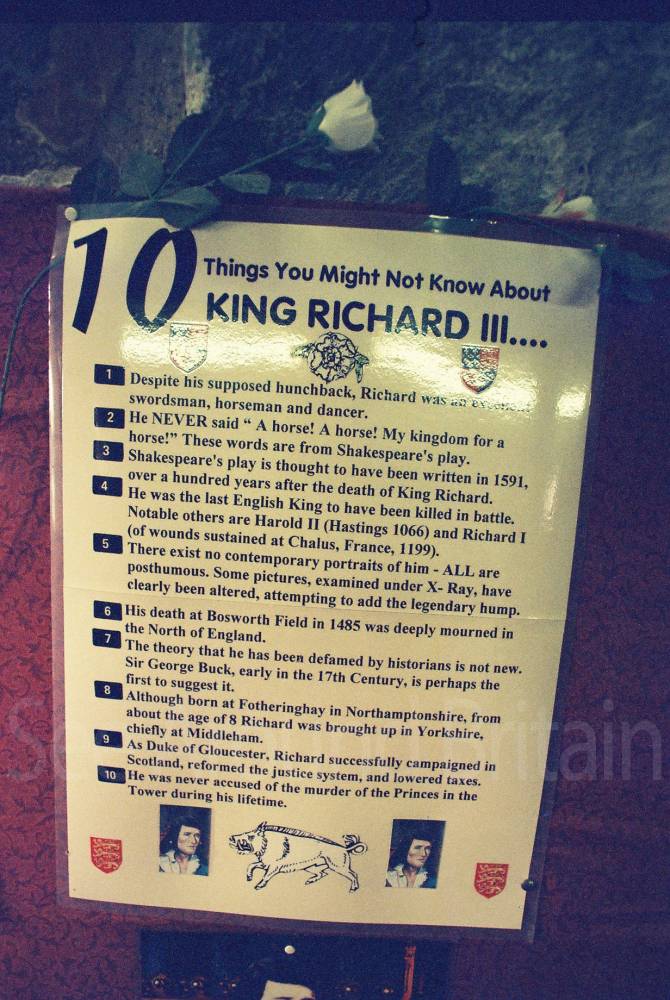 10 Things You Might Not Know About
KING RICHARD III....
1 Despite his supposed hunchback, Richard was an
swordsman, horseman and dancer.
2 He NEVER said “ A horse! A horse! My kingdom for a
horse!” These words are from Shakespeare's play.
3 Shakespeare's play is thought to have been written in 1591,
over a hundred years after the death of King Richard.
4 He was the last English King to have been killed in battle.
Notable others are Harold II (Hastings 1066) and Richard I
(of wounds sustained at Chalus, France, 1199).
5 There exist no contemporary portraits of him - ALL are
posthumous. Some pictures, examined under X- Ray, have
clearly been altered, attempting to add the legendary hump.
6 His death at Bosworth Field in 1485 was deeply mourned in
the North of England.
7 The theory that he has been defamed by historians is not new.
Sir George Buck, early in the 17th Century, is perhaps the
first to suggest it.
8 Although born at Fotheringhay in Northamptonshire, from
about the age of 8 Richard was brought up in Yorkshire,
chiefly at Middleham.
9 As Duke of Gloucester, Richard successfully campaigned in
Scotland, reformed the justice system, and lowered taxes.
10 He was never accused of the murder of the Princes in the
Tower during his lifetime.
Britain